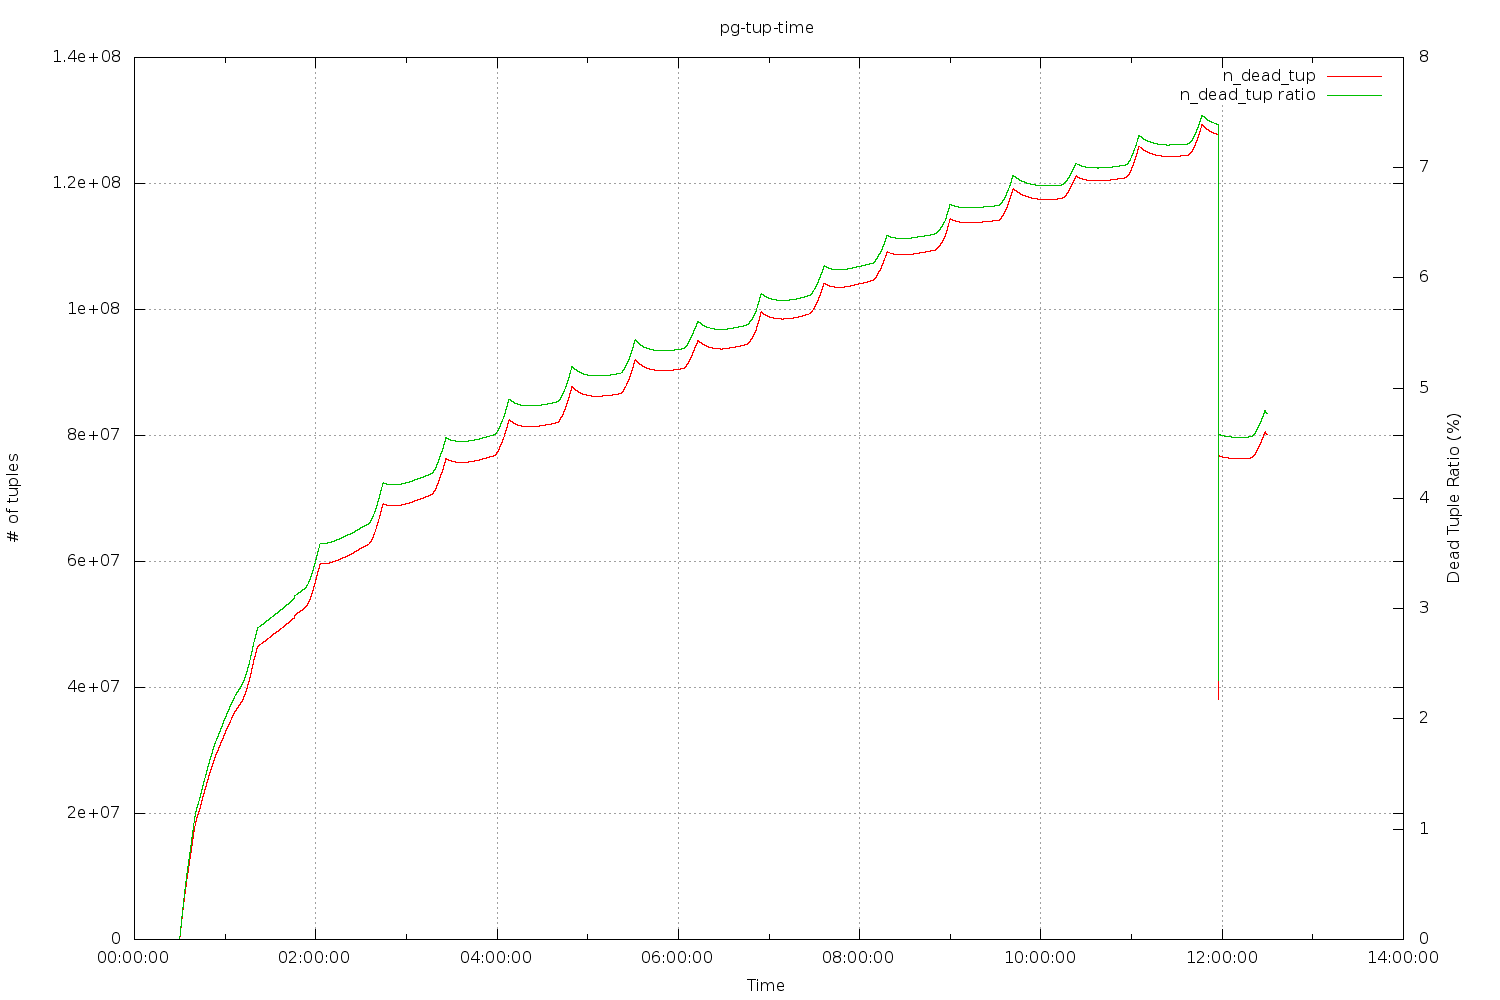 pg-tup-time
1.4e+08
1.2e+08
1e+08
8e+07
6e+07
4e+07
2e+07
0
# of tuples
n_dead_tup
n_dead_tup ratio
8
7
6
5
4
3
2
1
0
Dead Tuple Ratio (%)
00:00:00 02:00:00 04:00:00 06:00:00 08:00:00 10:00:00 12:00:00 14:00:00
Time